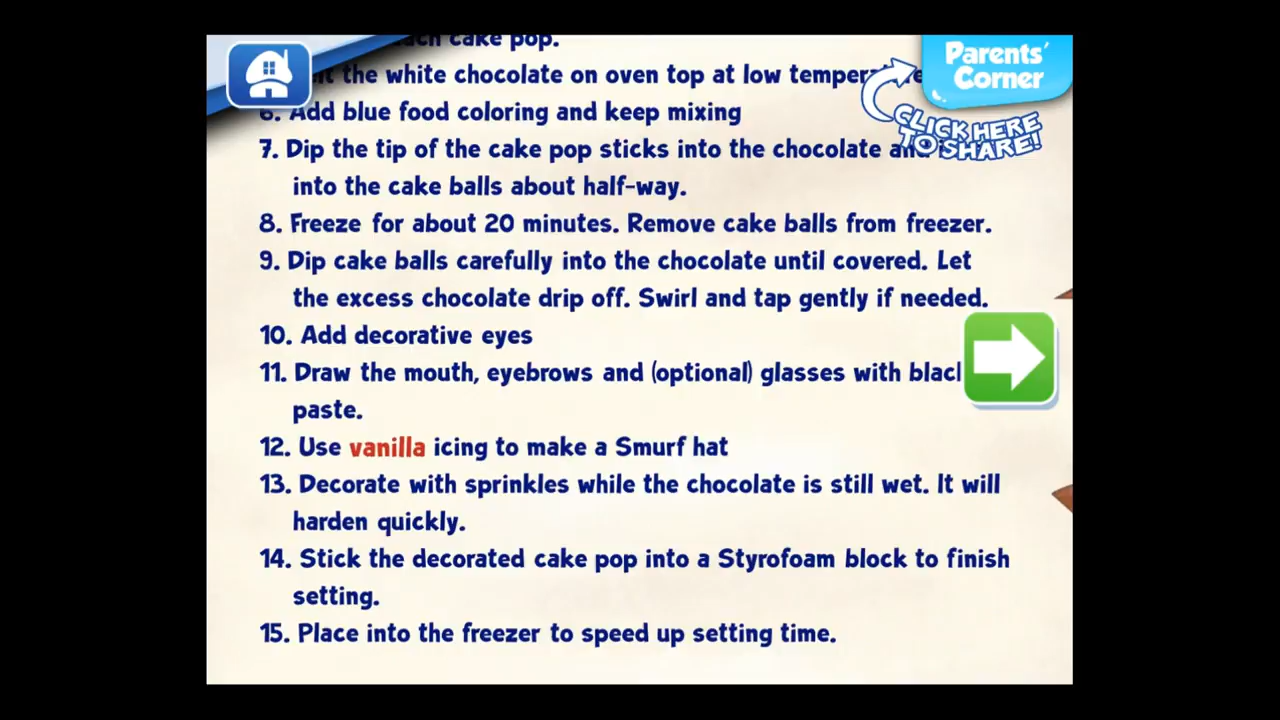 cake pop.
the white chocolate on oven top at low
6. Add blue food coloring and keep mixing
7. Dip the tip of the cake pop sticks into the chocolate
into the cake balls about half-way.
8. Freeze for about 20 minutes. Remove cake balls from freezer.
9. Dip cake balls carefully into the chocolate until covered. Let
the excess chocolate drip off. Swirl and tap gently if needed.
10. Add decorative eyes
11. Draw the mouth, eyebrows and (optional) glasses with
paste.
12. Use vanilla icing to make a Smurf hat
13. Decorate with sprinkles while the chocolate is still wet. It will
harden quickly.
14. Stick the decorated cake pop into a Styrofoam block to finish
setting.
15. Place into the freezer to speed up setting time.
Parents'
Corner
CLICK HERE
TO SHARE!